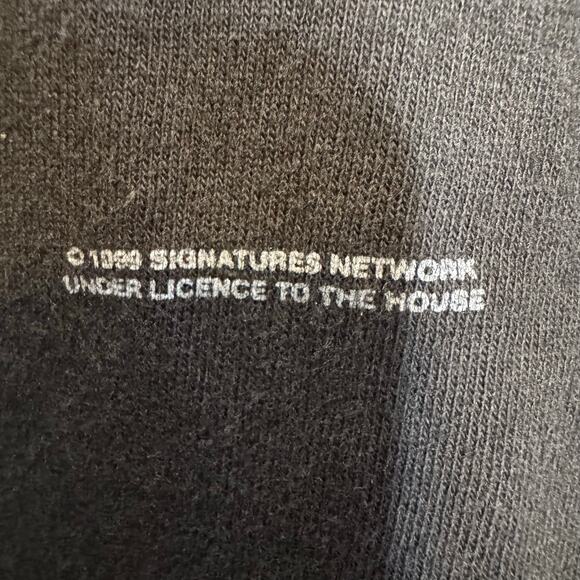 © 1999 SIGNATURES NETWORK
UNDER LICENCE TO THE HOUSE